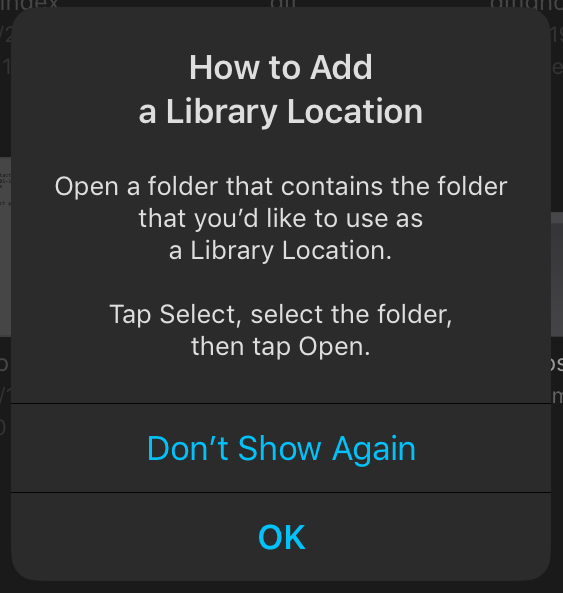 How to Add
a Library Location
Open a folder that contains the folder
that you’d like to use as
a Library Location.
Tap Select, select the folder,
then tap Open.
Don’t Show Again
OK